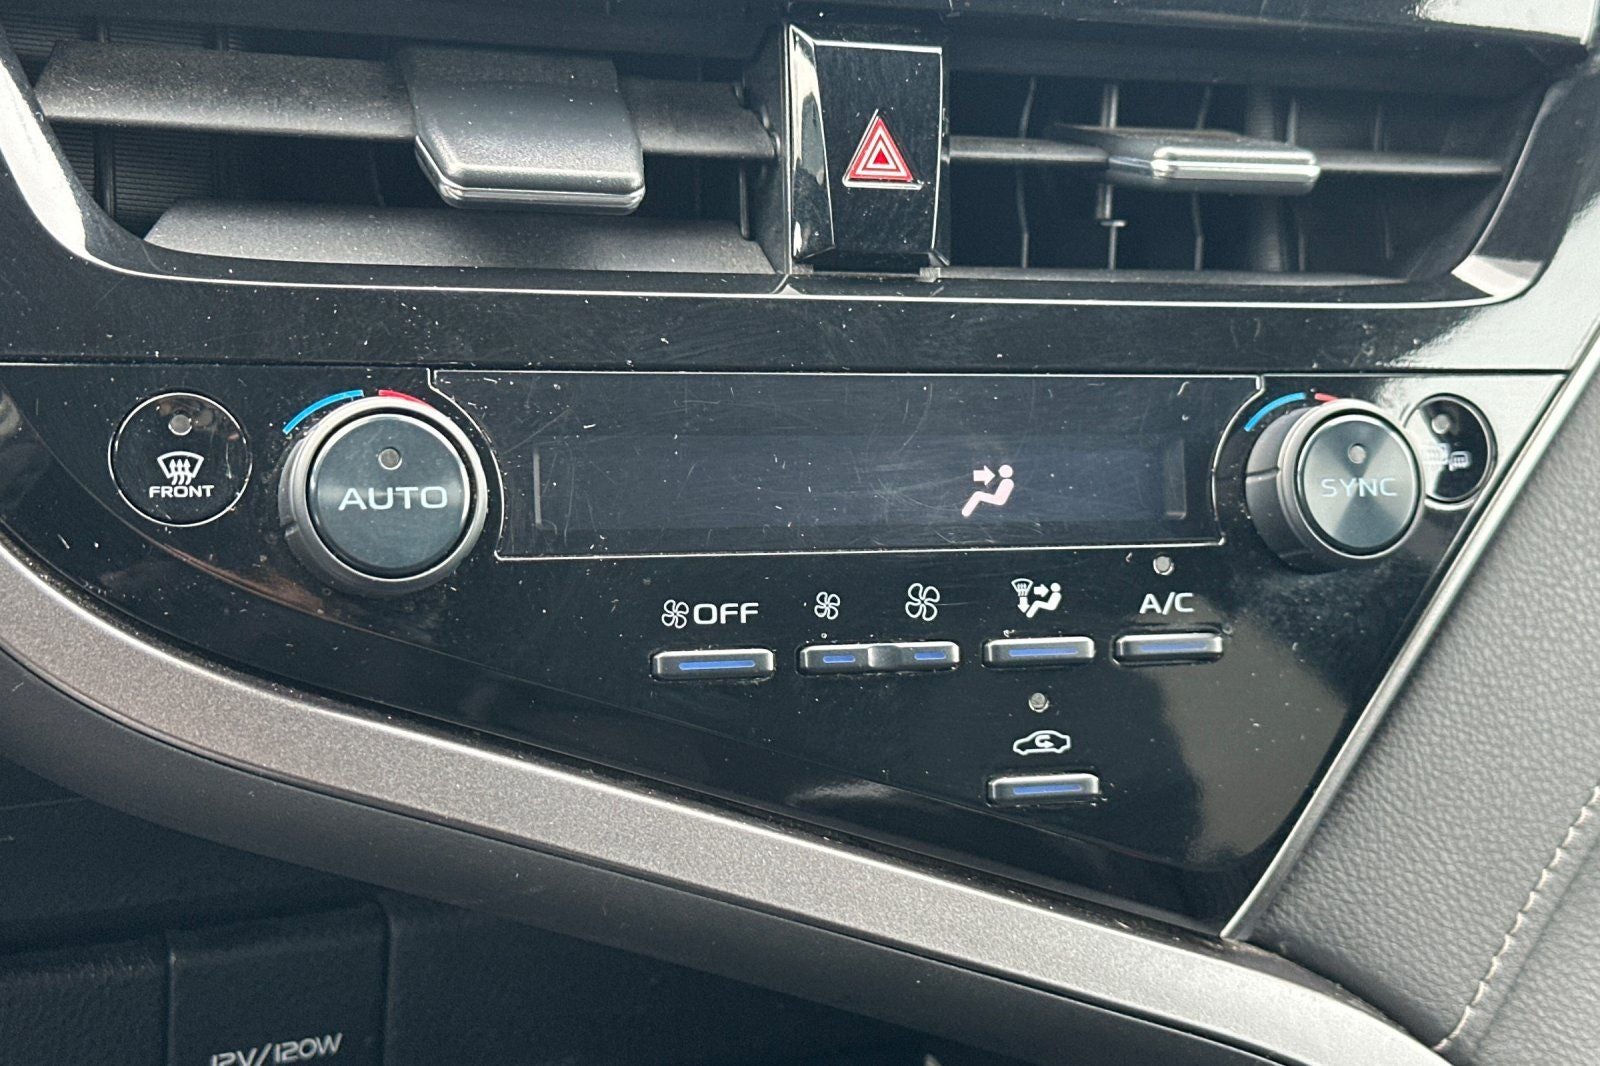 FRONT
AUTO
SYNC
OFF
A/C
12V/120W